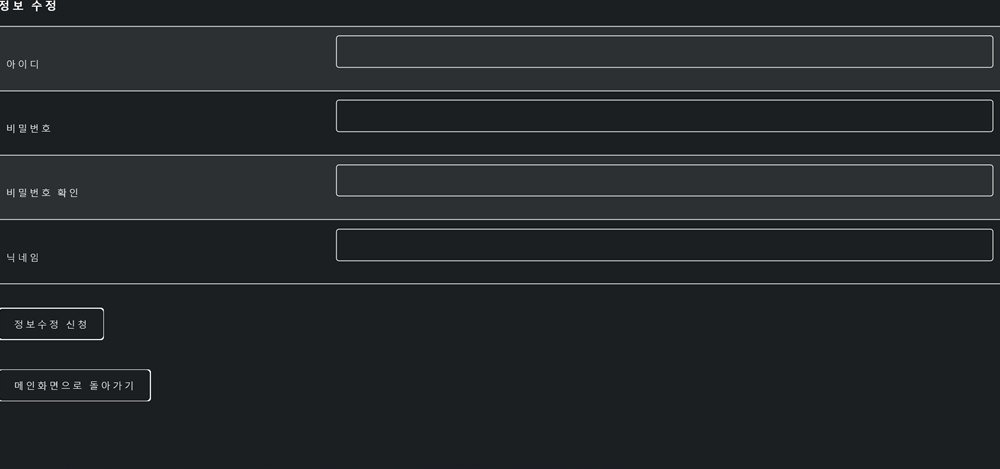 정보 수정
아이디
비밀번호
비밀번호 확인
닉네임
정보수정 신청
메인화면으로 돌아가기